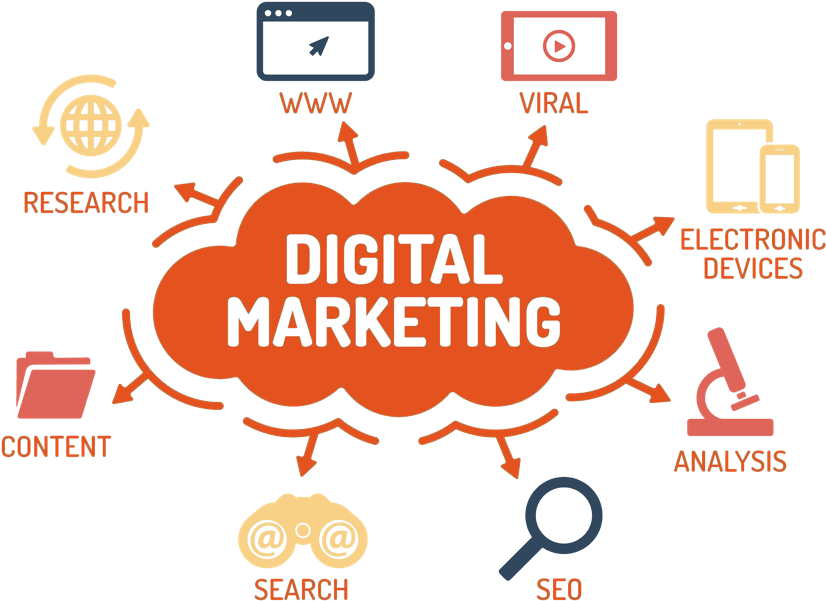 WWW
VIRAL
RESEARCH
ELECTRONIC
DEVICES
DIGITAL
MARKETING
CONTENT
ANALYSIS
@ @
SEARCH
SEO